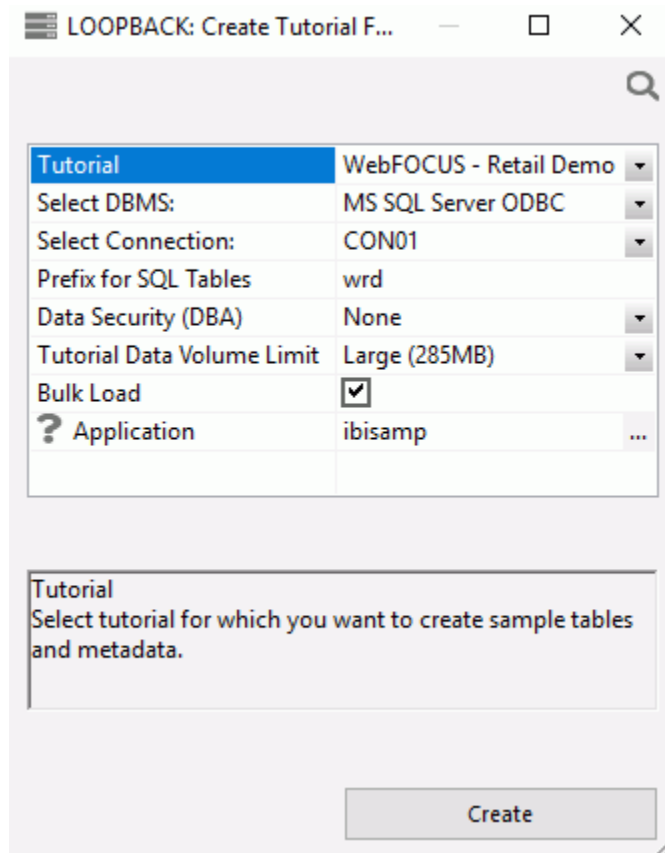 LOOPBACK: Create Tutorial F...
Tutorial WebFOCUS - Retail Demo
Select DBMS: MS SQL Server ODBC
Select Connection: CON01
Prefix for SQL Tables wrd
Data Security (DBA) None
Tutorial Data Volume Limit Large (285MB)
Bulk Load
? Application ibisamp ...
Tutorial
Select tutorial for which you want to create sample tables
and metadata.
Create